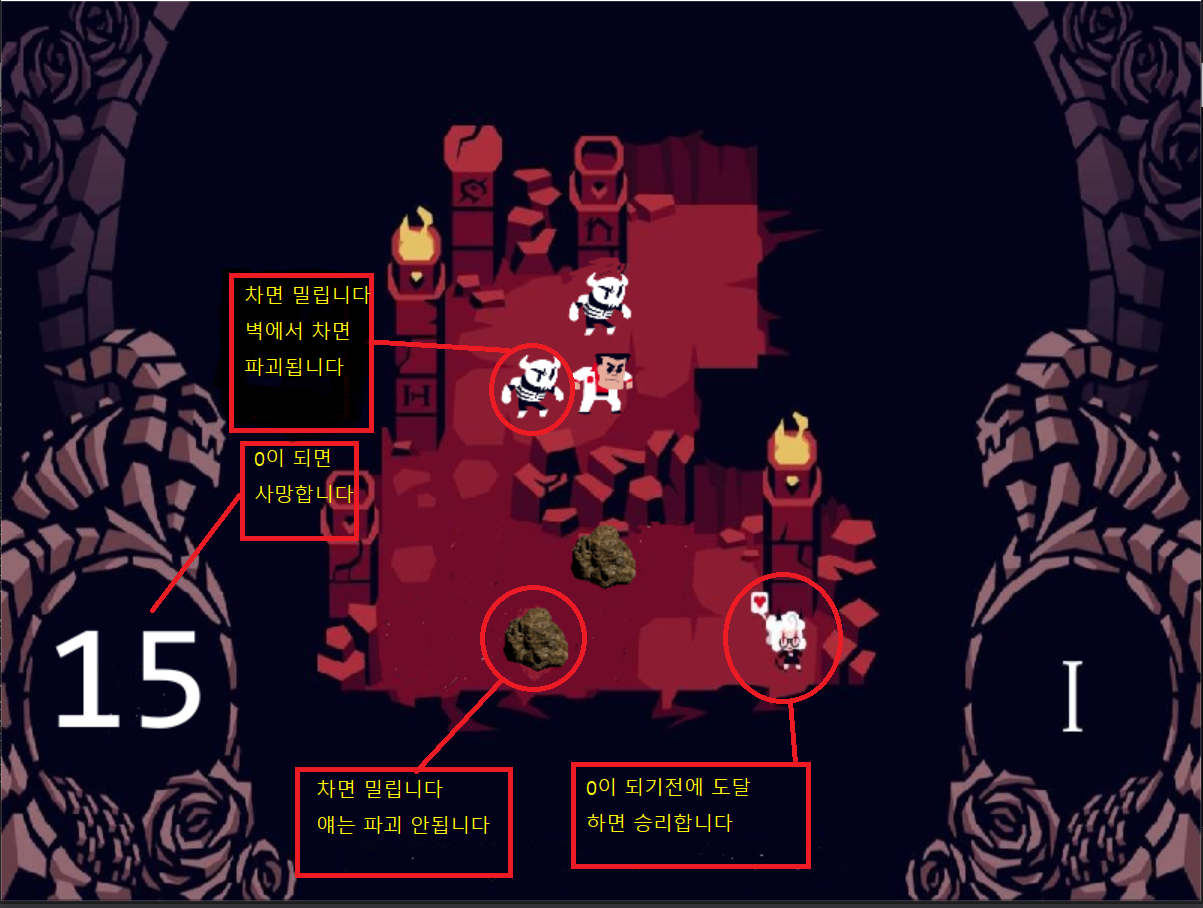 차면 밀립니다
벽에서 차면
파괴됩니다
0이 되면
사망합니다
15
I
차면 밀립니다
얘는 파괴 안됩니다
0이 되기전에 도달
하면 승리합니다